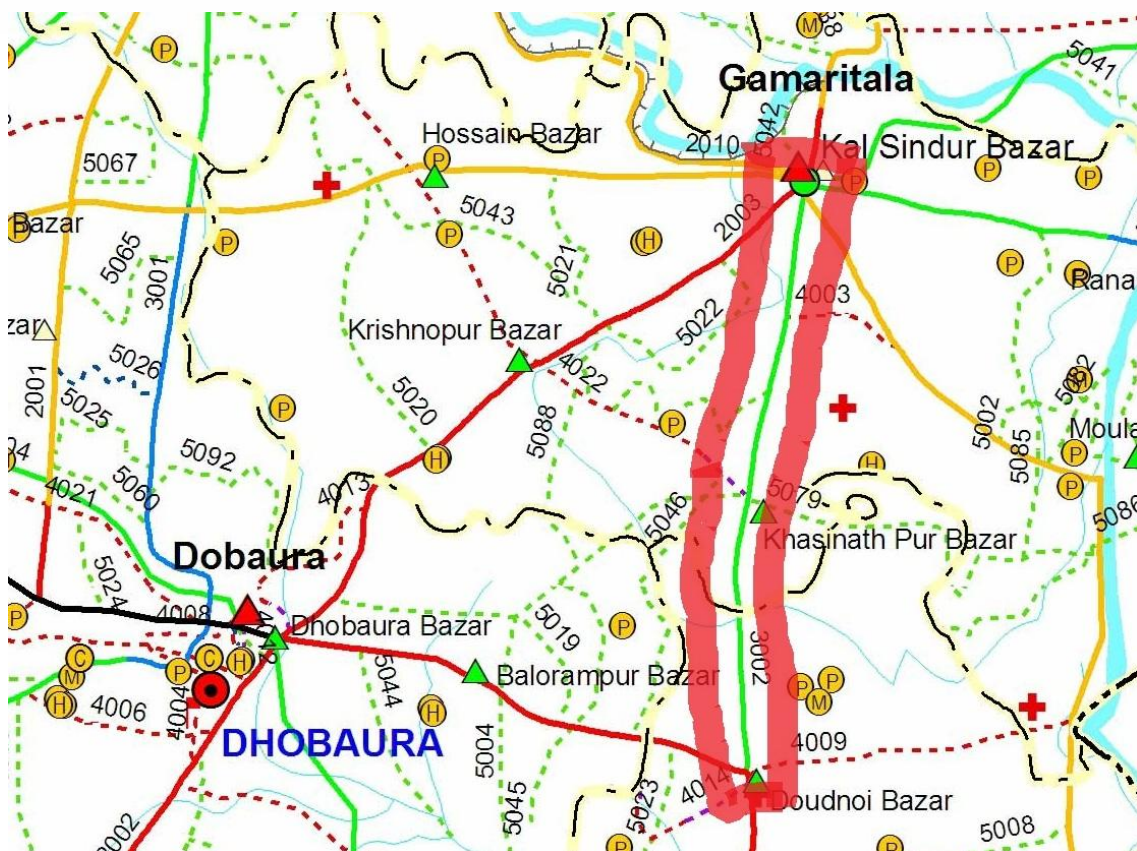 P
M
5041
Gamaritala
5042
Hossain Bazar
2010
Kal Sindur Bazar
P
P
P
P
5067
Bazar
P
5043
P
H
P
2003
P
P
Rana
5065
3001
5021
4003
5022
Krishnopur Bazar
5026
4022
2001
5025
5020
5088
P
P
M
5002
5085
Moula
5092
H
H
P
P
4021
5060
4013
5046
5079
5086
Khasinath Pur Bazar
Dobaura
5024
4008
P
Dhobaura Bazar
5019
P
3002
C
M
P
C
H
Balorampur Bazar
5044
P
P
M
H
4006
4004
H
DHOBAURA
5004
4009
4014
Doudnoi Bazar
5045
5023
5008
P
P